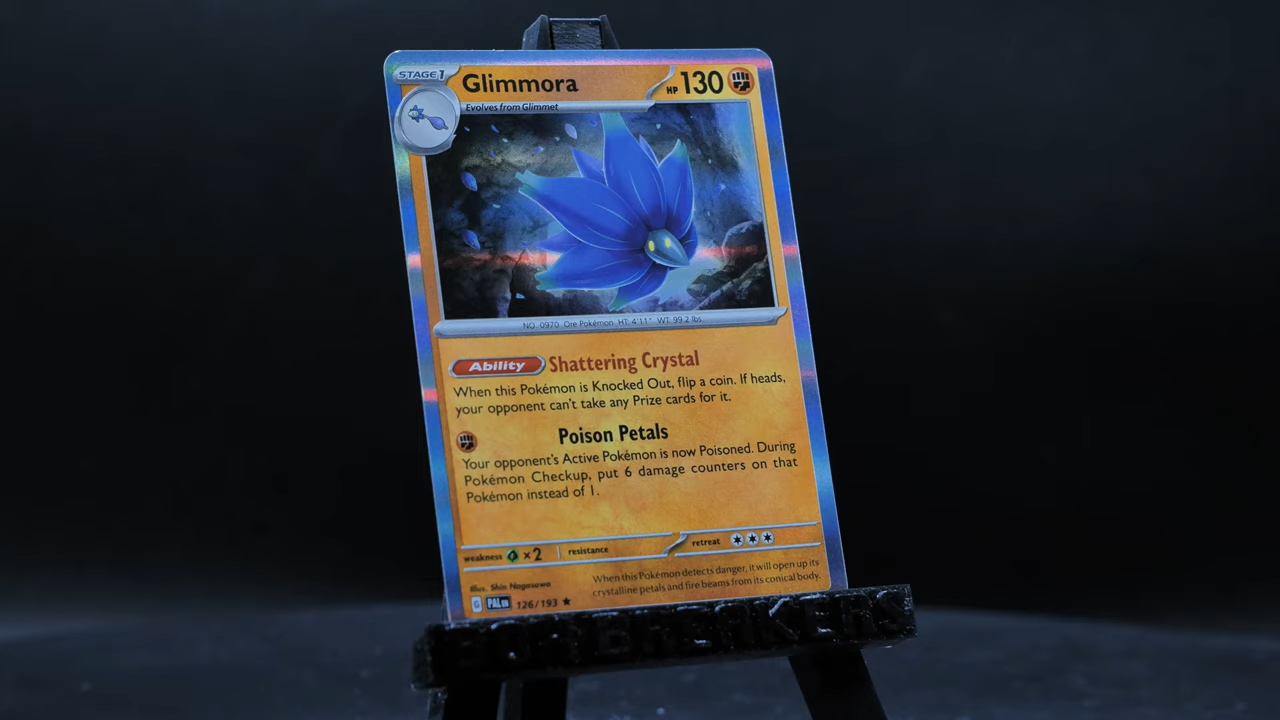 STAGE 1 Glimmora HP 130
Evolves from Glimmet
NO. 0970 Ore Pokémon HT: 4'11" WT: 99.2 lbs
Ability Shattering Crystal
When this Pokémon is Knocked Out, flip a coin. If heads,
your opponent can't take any Prize cards for it.
Poison Petals
Your opponent's Active Pokémon is now Poisoned. During
Pokémon Checkup, put 6 damage counters on that
Pokémon instead of 1.
weakness ×2 resistance retreat
Illus. Shin Nagasawa
When this Pokémon detects danger, it will open up its
crystalline petals and fire beams from its conical body.
G PAL EN 126/193